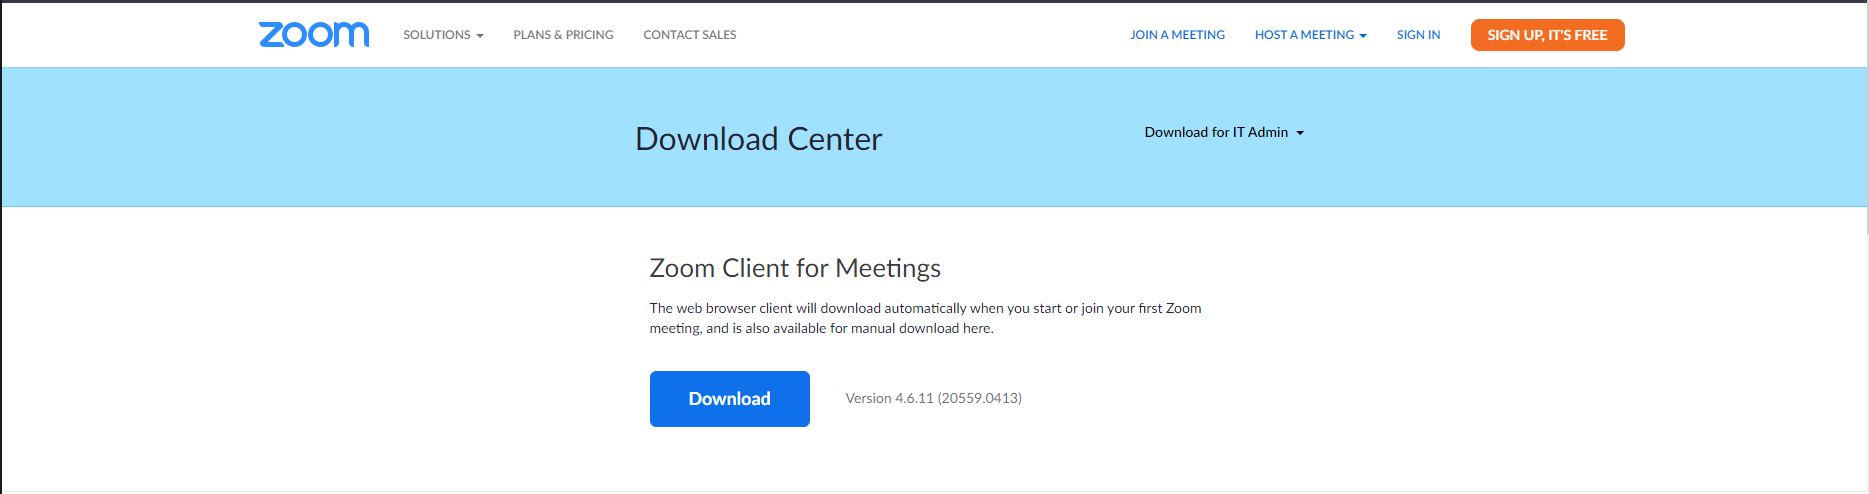 zoom SOLUTIONS PLANS & PRICING CONTACT SALES JOIN A MEETING HOST A MEETING SIGN IN SIGN UP, IT'S FREE
Download Center
Download for IT Admin
Zoom Client for Meetings
The web browser client will download automatically when you start or join your first Zoom
meeting, and is also available for manual download here.
Download Version 4.6.11 (20559.0413)